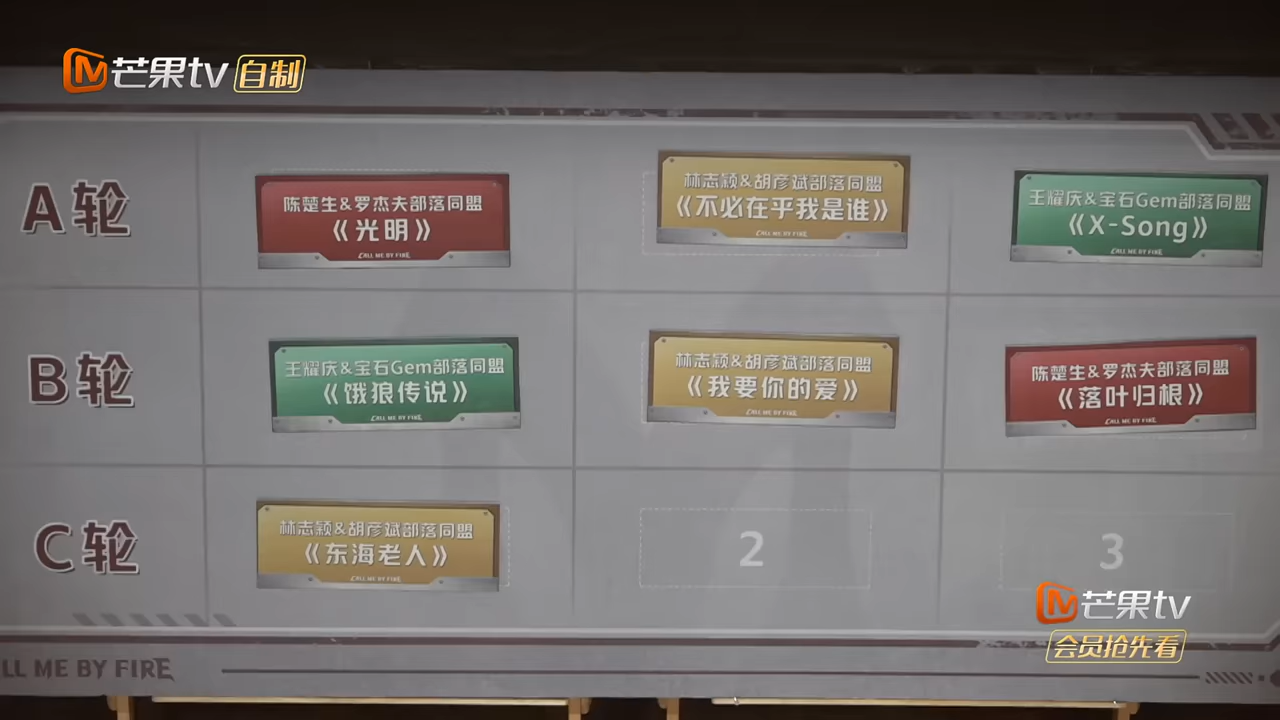 芒果tv 自制
A轮
陈楚生&罗杰夫部落同盟
《光明》
CALL ME BY FIRE
林志颖&胡彦斌部落同盟
《不必在乎我是谁》
CALL ME BY FIRE
王耀庆&宝石Gem部落同盟
《X-Song》
CALL ME BY FIRE
B轮
王耀庆&宝石Gem部落同盟
《饿狼传说》
CALL ME BY FIRE
林志颖&胡彦斌部落同盟
《我要你的爱》
CALL ME BY FIRE
陈楚生&罗杰夫部落同盟
《落叶归根》
CALL ME BY FIRE
C轮
林志颖&胡彦斌部落同盟
《东海老人》
CALL ME BY FIRE
2
3
芒果tv
会员抢先看
LL ME BY FIRE